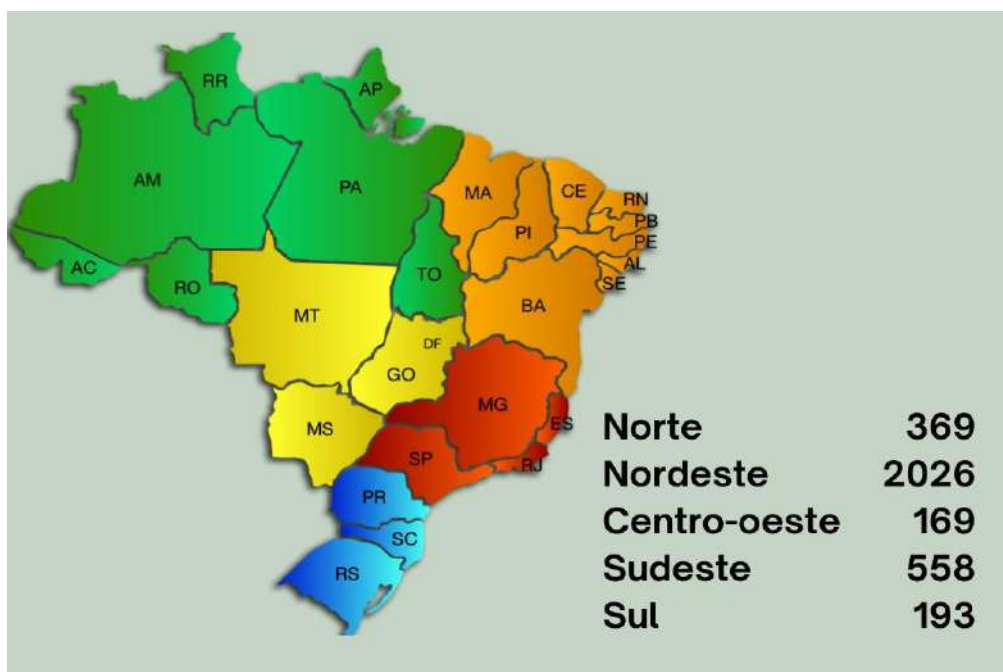 RR
AP
AM
PA
MA
CE
RN
PB
PI
PE
AL
SE
AC
RO
TO
MT
BA
DF
GO
MG
MS
ES
SP
RJ
PR
SC
RS
Norte 369
Nordeste 2026
Centro-oeste 169
Sudeste 558
Sul 193